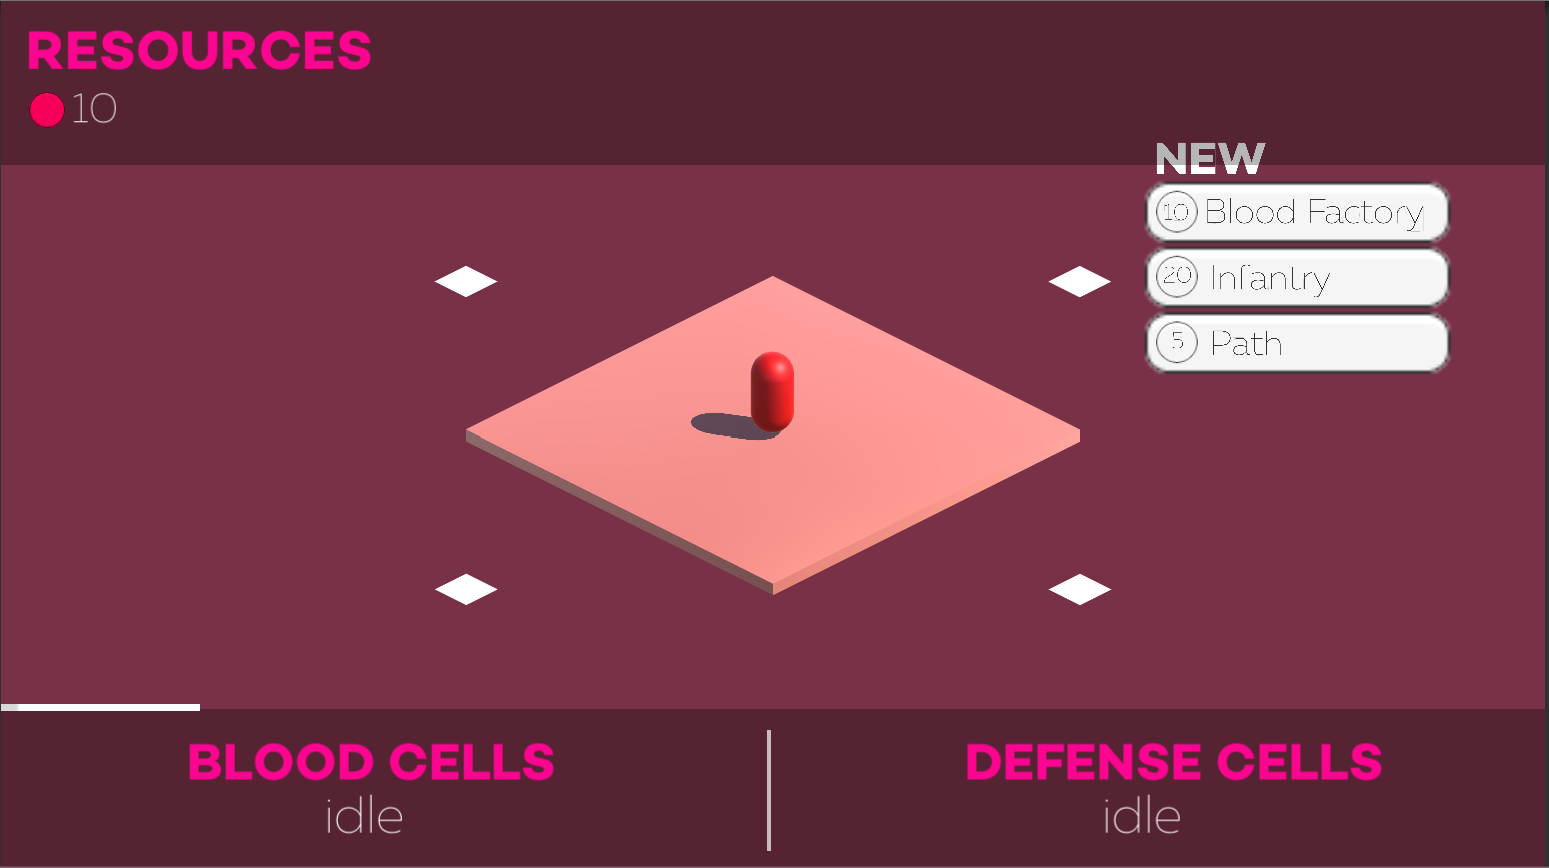 RESOURCES
10
NEW
10 Blood Factory
20 Infantry
5 Path
BLOOD CELLS
idle
DEFENSE CELLS
idle